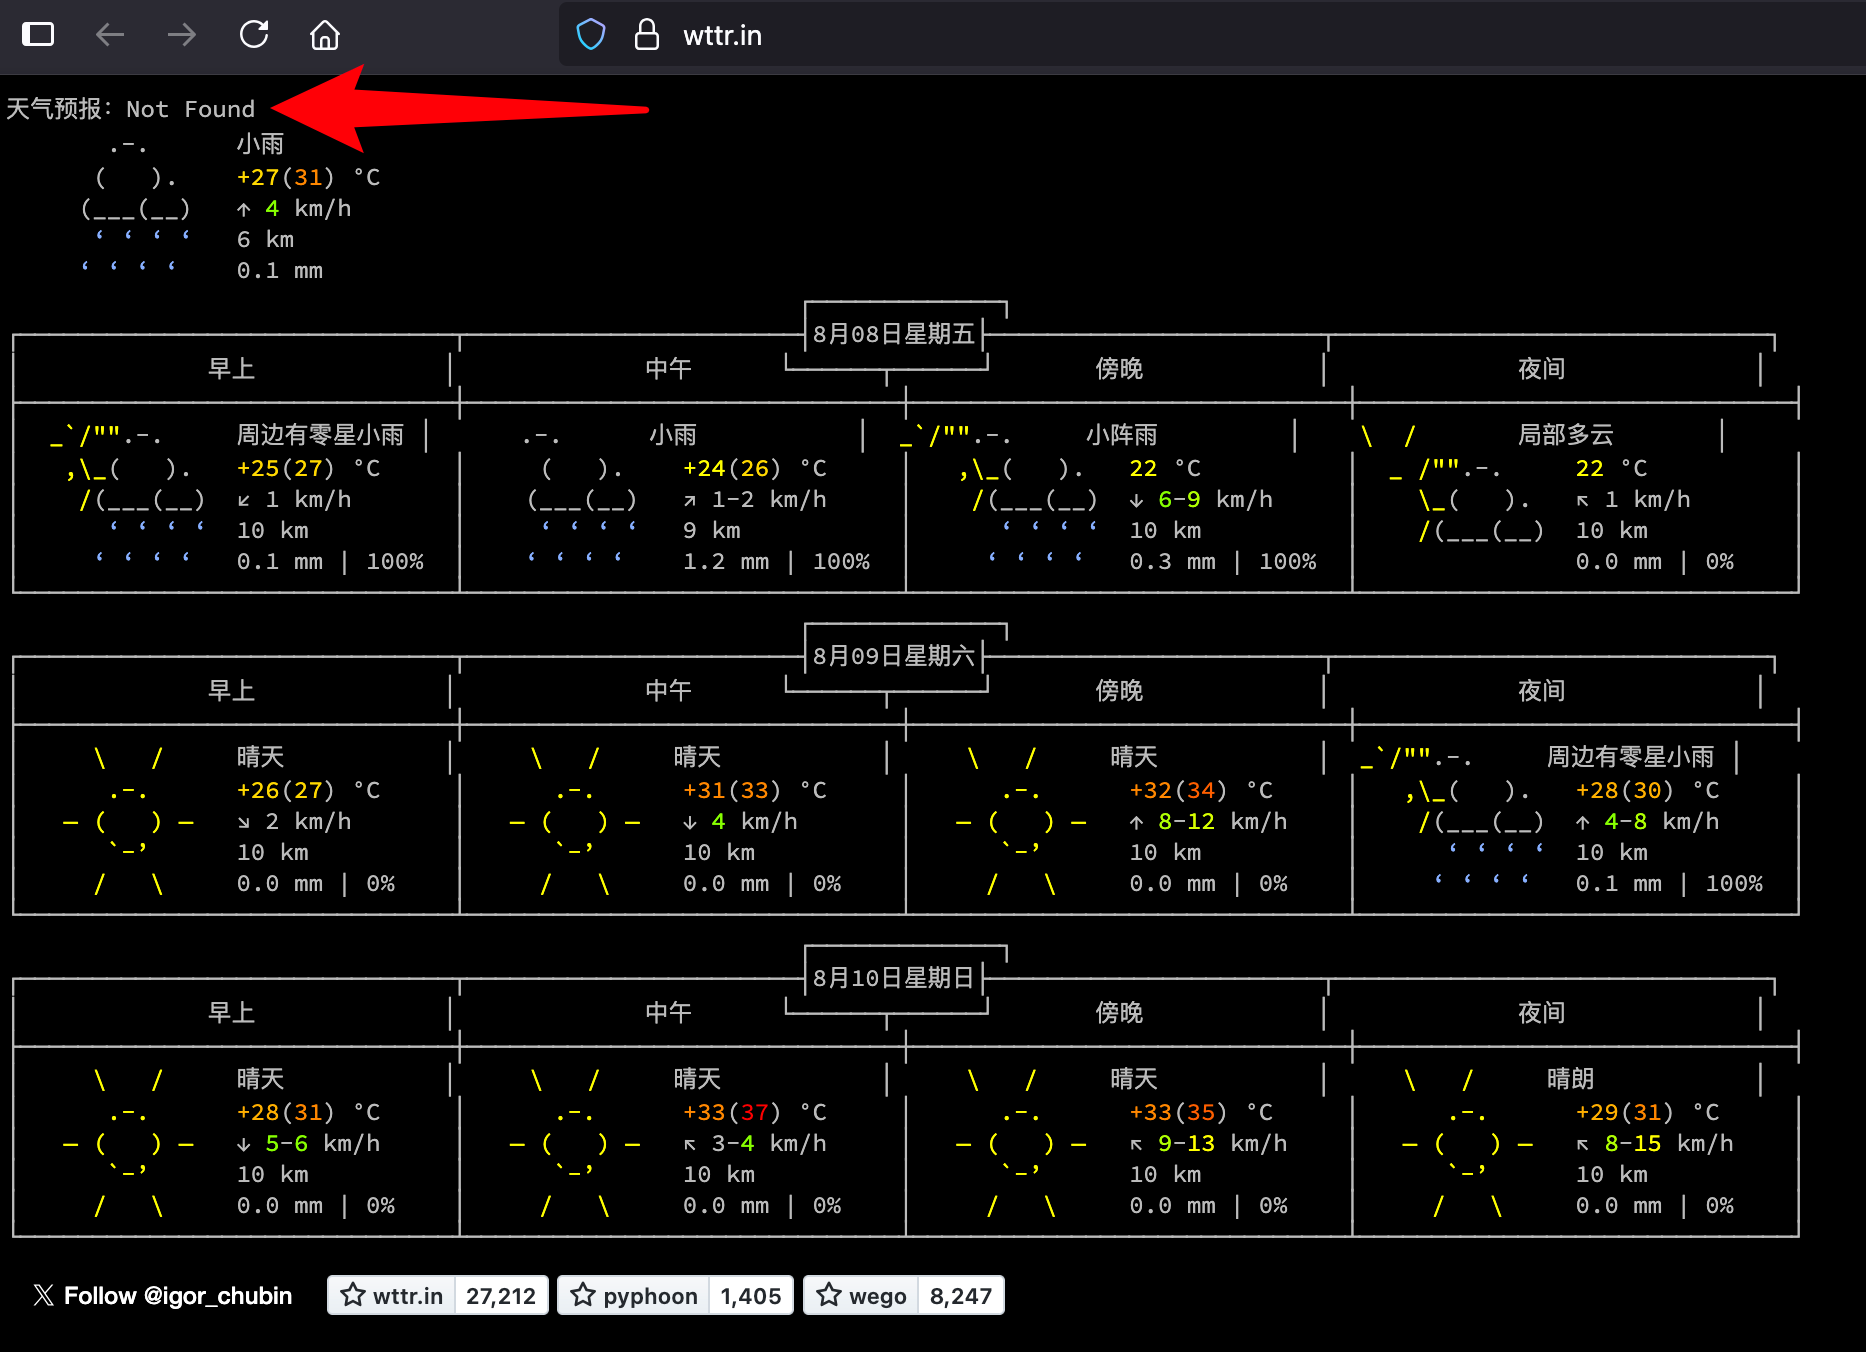 wttr.in
天气预报: Not Found
小雨
+27(31) °C
↑ 4 km/h
6 km
0.1 mm
8月08日星期五
早上 中午 傍晚 夜间
周边有零星小雨 小雨 小阵雨 局部多云
+25(27) °C +24(26) °C 22 °C 22 °C
↙ 1 km/h ↗ 1-2 km/h ↓ 6-9 km/h ↖ 1 km/h
10 km 9 km 10 km 10 km
0.1 mm | 100% 1.2 mm | 100% 0.3 mm | 100% 0.0 mm | 0%
8月09日星期六
早上 中午 傍晚 夜间
晴天 晴天 晴天 周边有零星小雨
+26(27) °C +31(33) °C +32(34) °C +28(30) °C
↘ 2 km/h ↓ 4 km/h ↑ 8-12 km/h ↑ 4-8 km/h
10 km 10 km 10 km 10 km
0.0 mm | 0% 0.0 mm | 0% 0.0 mm | 0% 0.1 mm | 100%
8月10日星期日
早上 中午 傍晚 夜间
晴天 晴天 晴天 晴朗
+28(31) °C +33(37) °C +33(35) °C +29(31) °C
↓ 5-6 km/h ↖ 3-4 km/h ↖ 9-13 km/h ↖ 8-15 km/h
10 km 10 km 10 km 10 km
0.0 mm | 0% 0.0 mm | 0% 0.0 mm | 0% 0.0 mm | 0%
𝕏 Follow @igor_chubin wttr.in 27,212 pyphoon 1,405 wego 8,247